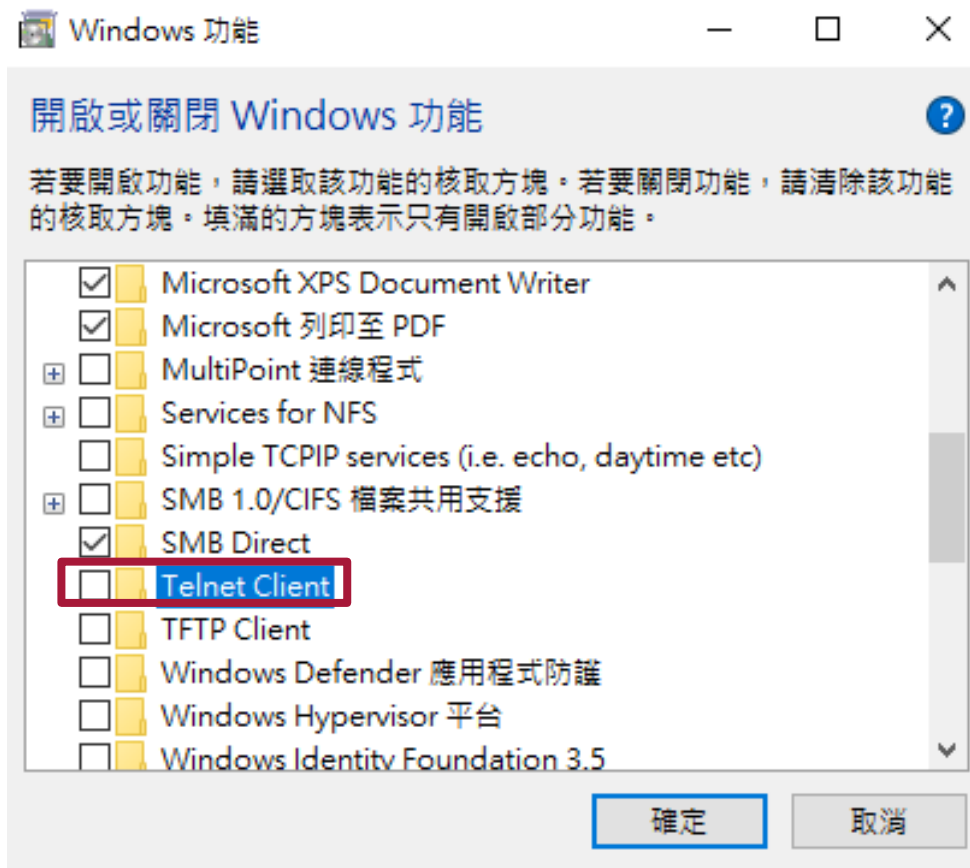 Windows 功能
開啟或關閉 Windows 功能
若要開啟功能，請選取該功能的核取方塊。若要關閉功能，請清除該功能
的核取方塊。填滿的方塊表示只有開啟部分功能。
Microsoft XPS Document Writer
Microsoft 列印至 PDF
MultiPoint 連線程式
Services for NFS
Simple TCPIP services (i.e. echo, daytime etc)
SMB 1.0/CIFS 檔案共用支援
SMB Direct
Telnet Client
TFTP Client
Windows Defender 應用程式防護
Windows Hypervisor 平台
Windows Identity Foundation 3.5
確定
取消